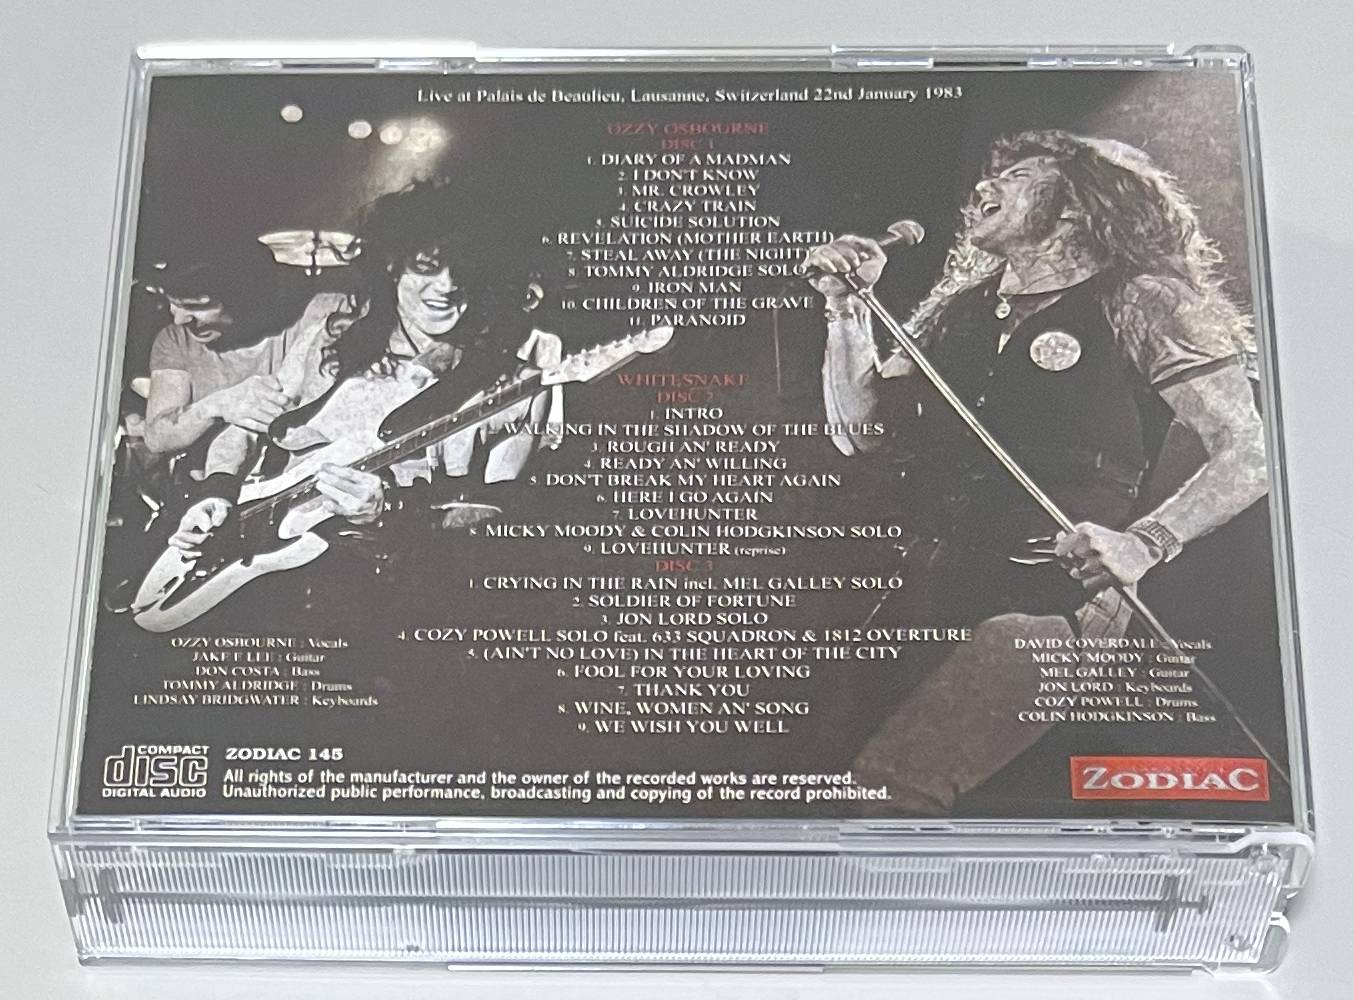 Live at Palais de Beaulieu, Lausanne, Switzerland 22nd January 1983
OZZY OSBOURNE
DISC 1
1. DIARY OF A MADMAN
2. I DON'T KNOW
3. MR. CROWLEY
4. CRAZY TRAIN
5. SUICIDE SOLUTION
6. REVELATION (MOTHER EARTH)
7. STEAL AWAY (THE NIGHT)
8. TOMMY ALDRIDGE SOLO
9. IRON MAN
10. CHILDREN OF THE GRAVE
11. PARANOID
WHITESNAKE
DISC 2
1. INTRO
2. WALKING IN THE SHADOW OF THE BLUES
3. ROUGH AN' READY
4. READY AN' WILLING
5. DON'T BREAK MY HEART AGAIN
6. HERE I GO AGAIN
7. LOVEHUNTER
8. MICKY MOODY & COLIN HODGKINSON SOLO
9. LOVEHUNTER (reprise)
DISC 3
1. CRYING IN THE RAIN incl. MEL GALLEY SOLO
2. SOLDIER OF FORTUNE
3. JON LORD SOLO
4. COZY POWELL SOLO feat. 633 SQUADRON & 1812 OVERTURE
5. (AIN'T NO LOVE) IN THE HEART OF THE CITY
6. FOOL FOR YOUR LOVING
7. THANK YOU
8. WINE, WOMEN AN' SONG
9. WE WISH YOU WELL
OZZY OSBOURNE : Vocals
JAKE E LEE : Guitar
DON COSTA : Bass
TOMMY ALDRIDGE : Drums
LINDSAY BRIDGWATER : Keyboards
DAVID COVERDALE : Vocals
MICKY MOODY : Guitar
MEL GALLEY : Guitar
JON LORD : Keyboards
COZY POWELL : Drums
COLIN HODGKINSON : Bass
COMPACT
disc
DIGITAL AUDIO
ZODIAC 145
All rights of the manufacturer and the owner of the recorded works are reserved.
Unauthorized public performance, broadcasting and copying of the record prohibited.
ZODIAC